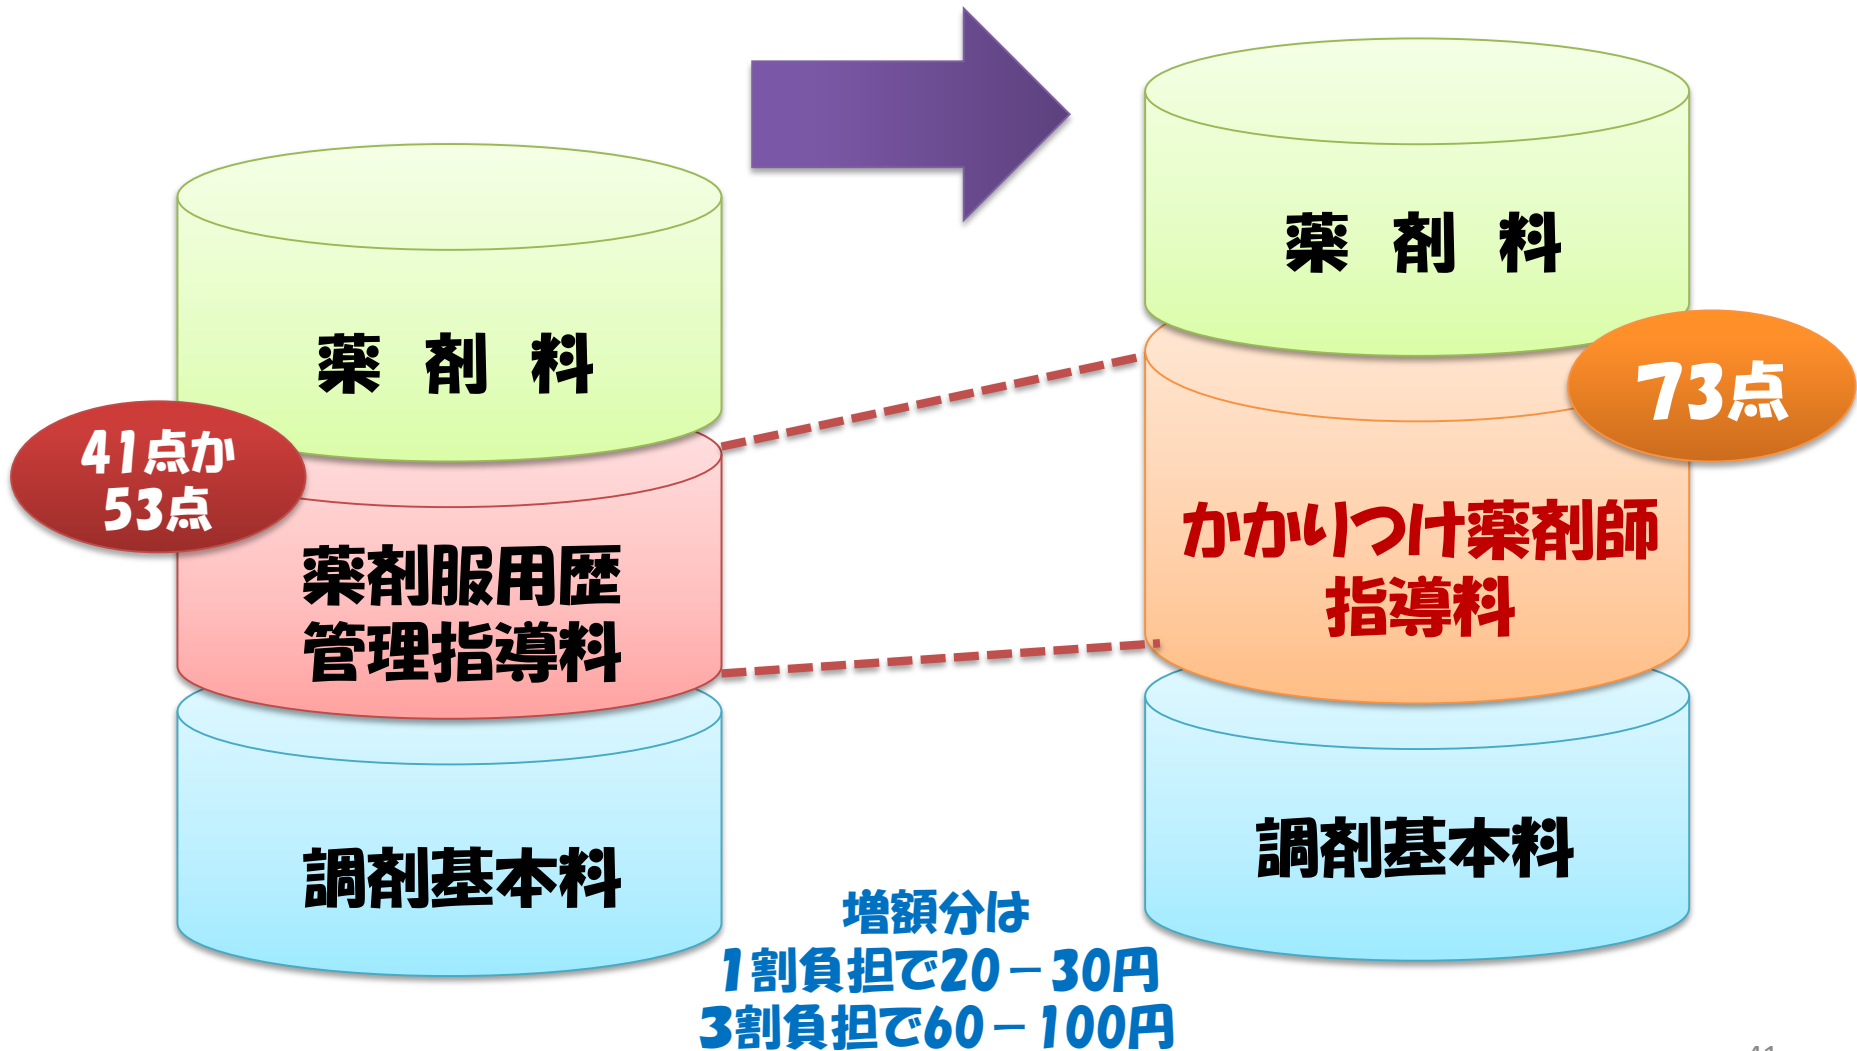 薬 剤 料
41点か
53点
薬剤服用歴
管理指導料
調剤基本料
薬 剤 料
73点
かかりつけ薬剤師
指導料
調剤基本料
増額分は
1割負担で20-30円
3割負担で60-100円